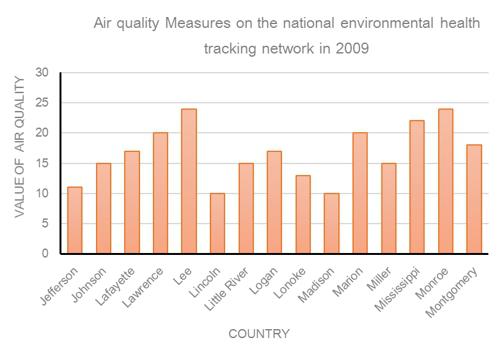 Air quality Measures on the national environmental health
tracking network in 2009
VALUE OF AIR QUALITY
30
25
20
15
10
5
0
Jefferson
Johnson
Lafayette
Lawrence
Lee
Lincoln
Little River
Logan
Lonoke
Madison
Marion
Miller
Mississippi
Monroe
Montgomery
COUNTRY